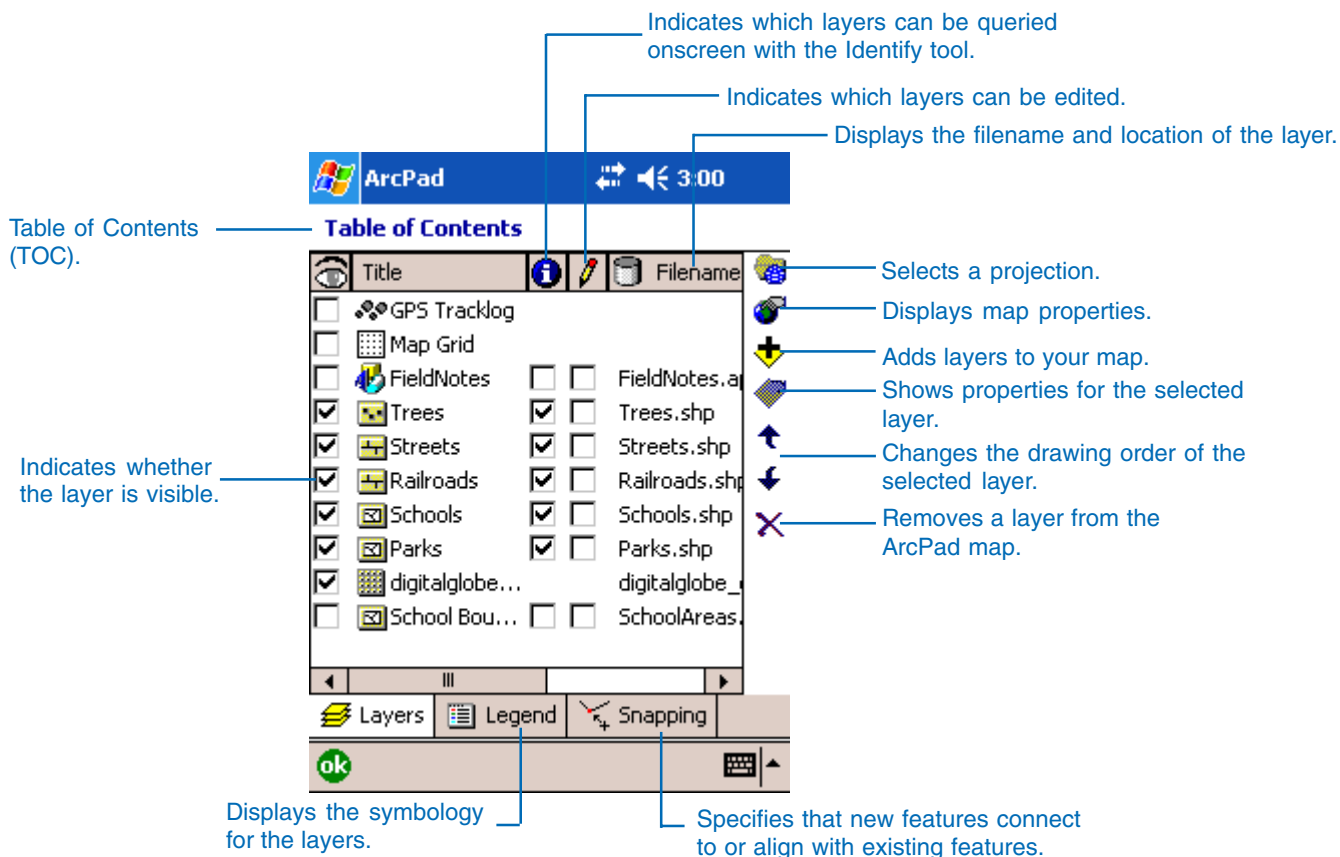 Indicates which layers can be queried
onscreen with the Identify tool.
Indicates which layers can be edited.
Displays the filename and location of the layer.
ArcPad 3:00
Table of Contents
(TOC).
Table of Contents
Title Filename
GPS Tracklog
Map Grid
FieldNotes FieldNotes.a
Trees Trees.shp
Streets Streets.shp
Railroads Railroads.shp
Schools Schools.shp
Parks Parks.shp
digitalglobe... digitalglobe_
School Bou... SchoolAreas.
Selects a projection.
Displays map properties.
Adds layers to your map.
Shows properties for the selected
layer.
Changes the drawing order of the
selected layer.
Removes a layer from the
ArcPad map.
Indicates whether
the layer is visible.
Layers Legend Snapping
ok
Displays the symbology
for the layers.
Specifies that new features connect
to or align with existing features.